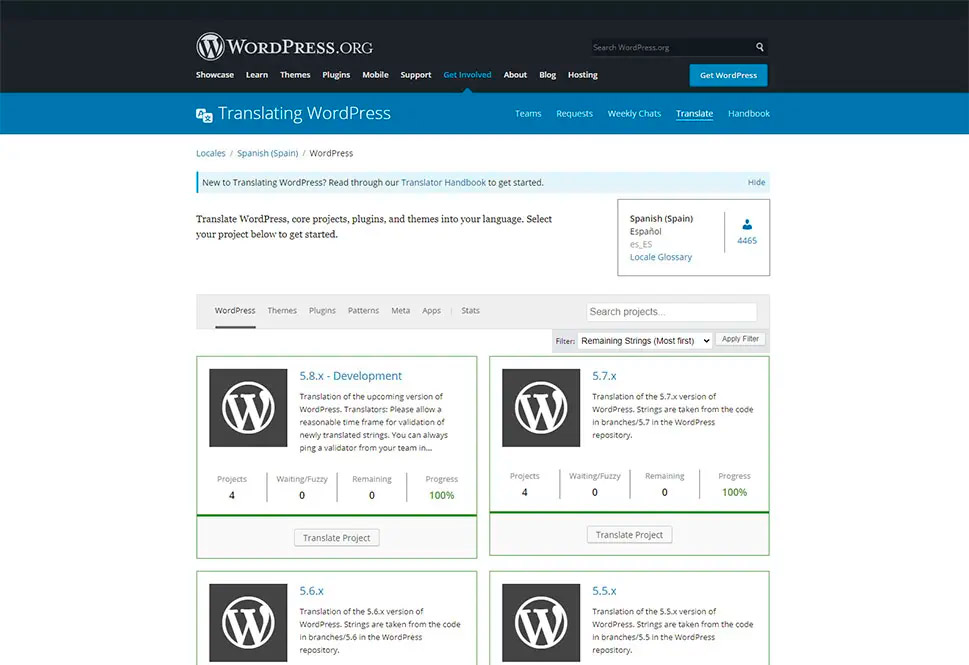 WORDPRESS.ORG
Search WordPress.org
Showcase Learn Themes Plugins Mobile Support Get Involved About Blog Hosting
Get WordPress
Translating WordPress
Teams Requests Weekly Chats Translate Handbook
Locales / Spanish (Spain) / WordPress
New to Translating WordPress? Read through our Translator Handbook to get started.
Hide
Translate WordPress, core projects, plugins, and themes into your language. Select
your project below to get started.
Spanish (Spain)
Español
es_ES
Locale Glossary
4465
WordPress Themes Plugins Patterns Meta Apps | Stats
Search projects...
Filter: Remaining Strings (Most first) Apply Filter
5.8.x - Development
Translation of the upcoming version of
WordPress. Translators: Please allow a
reasonable time frame for validation of
newly translated strings. You can always
ping a validator from your team in...
Projects Waiting/Fuzzy Remaining Progress
4 0 0 100%
Translate Project
5.7.x
Translation of the 5.7.x version of
WordPress. Strings are taken from the code
in branches/5.7 in the WordPress
repository.
Projects Waiting/Fuzzy Remaining Progress
4 0 0 100%
Translate Project
5.6.x
Translation of the 5.6.x version of
WordPress. Strings are taken from the code
in branches/5.6 in the WordPress
repository.
5.5.x
Translation of the 5.5.x version of
WordPress. Strings are taken from the code
in branches/5.5 in the WordPress
repository.